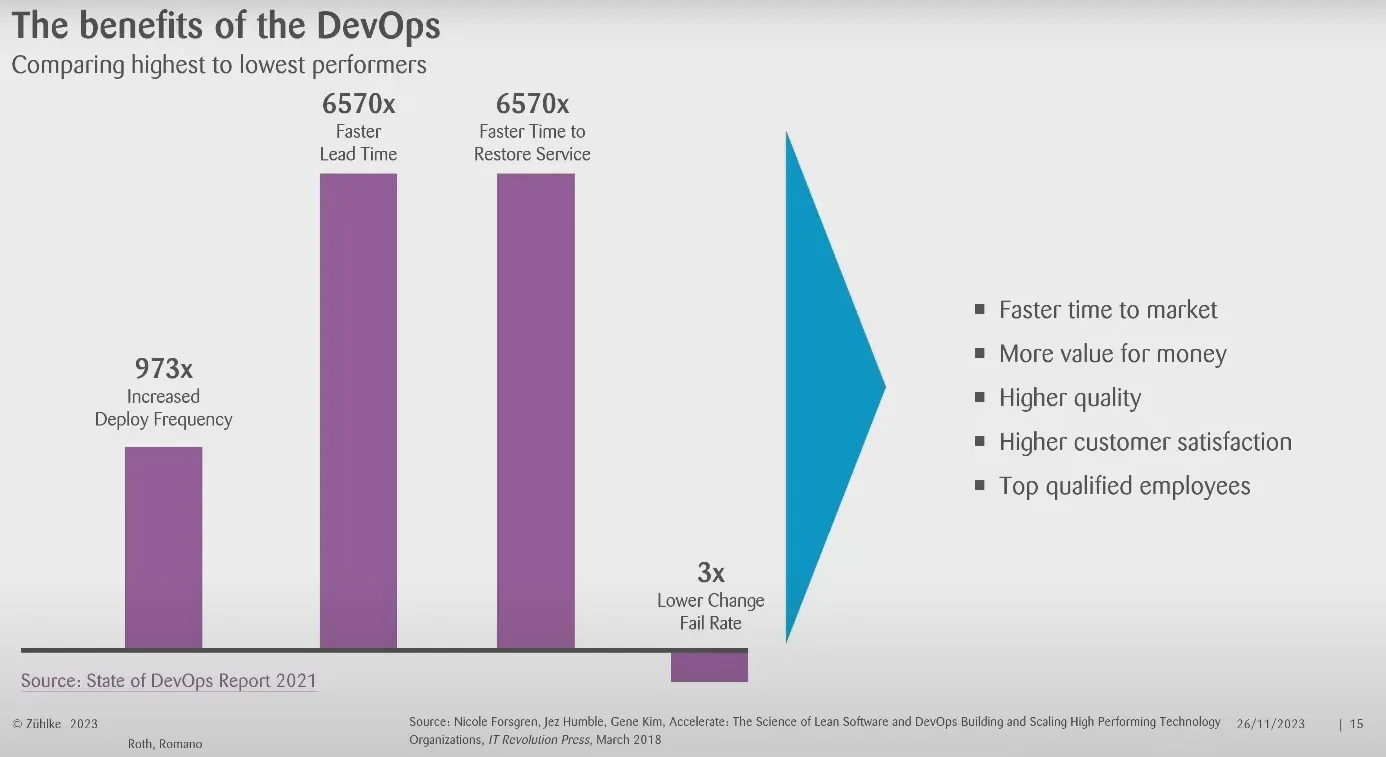 The benefits of the DevOps
Comparing highest to lowest performers
973x
Increased
Deploy Frequency
6570x
Faster
Lead Time
6570x
Faster Time to
Restore Service
3x
Lower Change
Fail Rate
▪ Faster time to market
▪ More value for money
▪ Higher quality
▪ Higher customer satisfaction
▪ Top qualified employees
Source: State of DevOps Report 2021
© Zühlke 2023
Roth, Romano
Source: Nicole Forsgren, Jez Humble, Gene Kim, Accelerate: The Science of Lean Software and DevOps Building and Scaling High Performing Technology
Organizations, IT Revolution Press, March 2018
26/11/2023 | 15